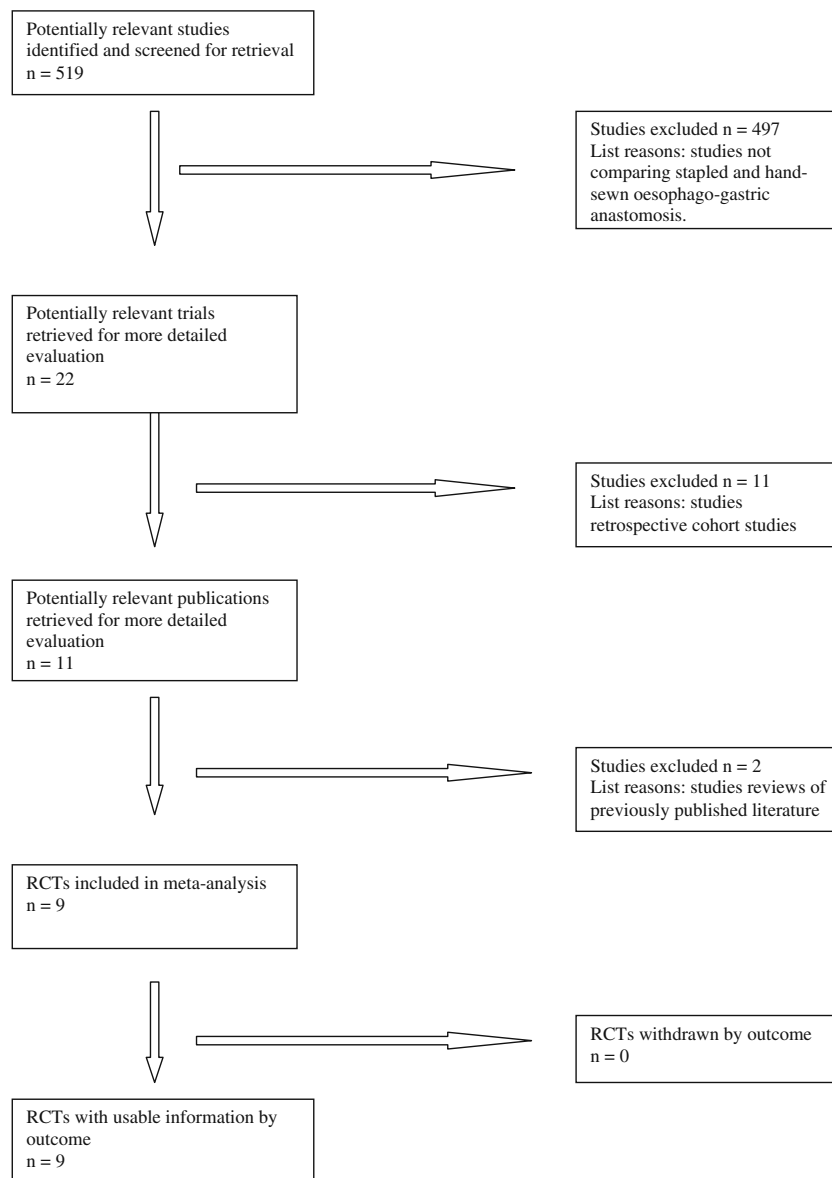 Potentially relevant studies
identified and screened for retrieval
n = 519
Studies excluded n = 497
List reasons: studies not
comparing stapled and hand-
sewn oesophago-gastric
anastomosis.
Potentially relevant trials
retrieved for more detailed
evaluation
n = 22
Studies excluded n = 11
List reasons: studies
retrospective cohort studies
Potentially relevant publications
retrieved for more detailed
evaluation
n = 11
Studies excluded n = 2
List reasons: studies reviews of
previously published literature
RCTs included in meta-analysis
n = 9
RCTs withdrawn by outcome
n = 0
RCTs with usable information by
outcome
n = 9